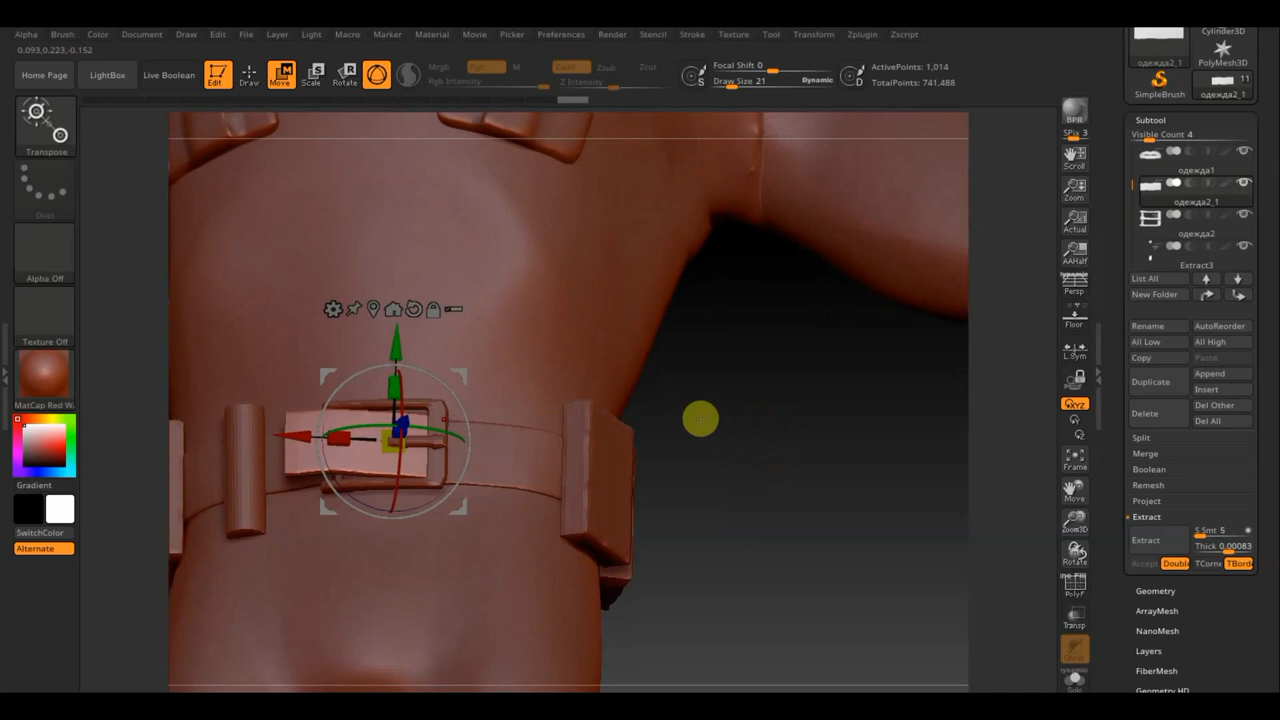 Alpha Brush Color Document Draw Edit File Layer Light Macro Marker Material Movie Picker Preferences Render Stencil Stroke Texture Tool Transform Zplugin Zscript
0.093,0.223,-0.152
Home Page
LightBox
Live Boolean
Edit
Draw
Move
Scale
Rotate
Mrgb
Rgb
M
Rgb Intensity
Zadd
Zsub
Zcut
Z Intensity
S
Focal Shift 0
Draw Size 21
Dynamic
D
ActivePoints: 1,014
TotalPoints: 741,488
Transpose
Dots
Alpha Off
Texture Off
MatCap Red W
Gradient
SwitchColor
Alternate
BPR
SPix 3
Scroll
Zoom
Actual
AAHalf
Dynamic
Persp
Floor
L.Sym
XYZ
Y
Z
Frame
Move
Zoom3D
Rotate
Line Fill
PolyF
Transp
Ghost
Dynamic
Solo
Cylinder3D
одежда2_1
PolyMesh3D
SimpleBrush
11
одежда2_1
Subtool
Visible Count 4
одежда1
одежда2_1
одежда2
Extract3
List All
New Folder
Rename
AutoReorder
All Low
All High
Copy
Paste
Duplicate
Append
Insert
Delete
Del Other
Del All
Split
Merge
Boolean
Remesh
Project
Extract
Extract
S Smt 5
Thick 0.00083
Accept
Doubl
TCorne
TBorde
Geometry
ArrayMesh
NanoMesh
Layers
FiberMesh
Geometry HD